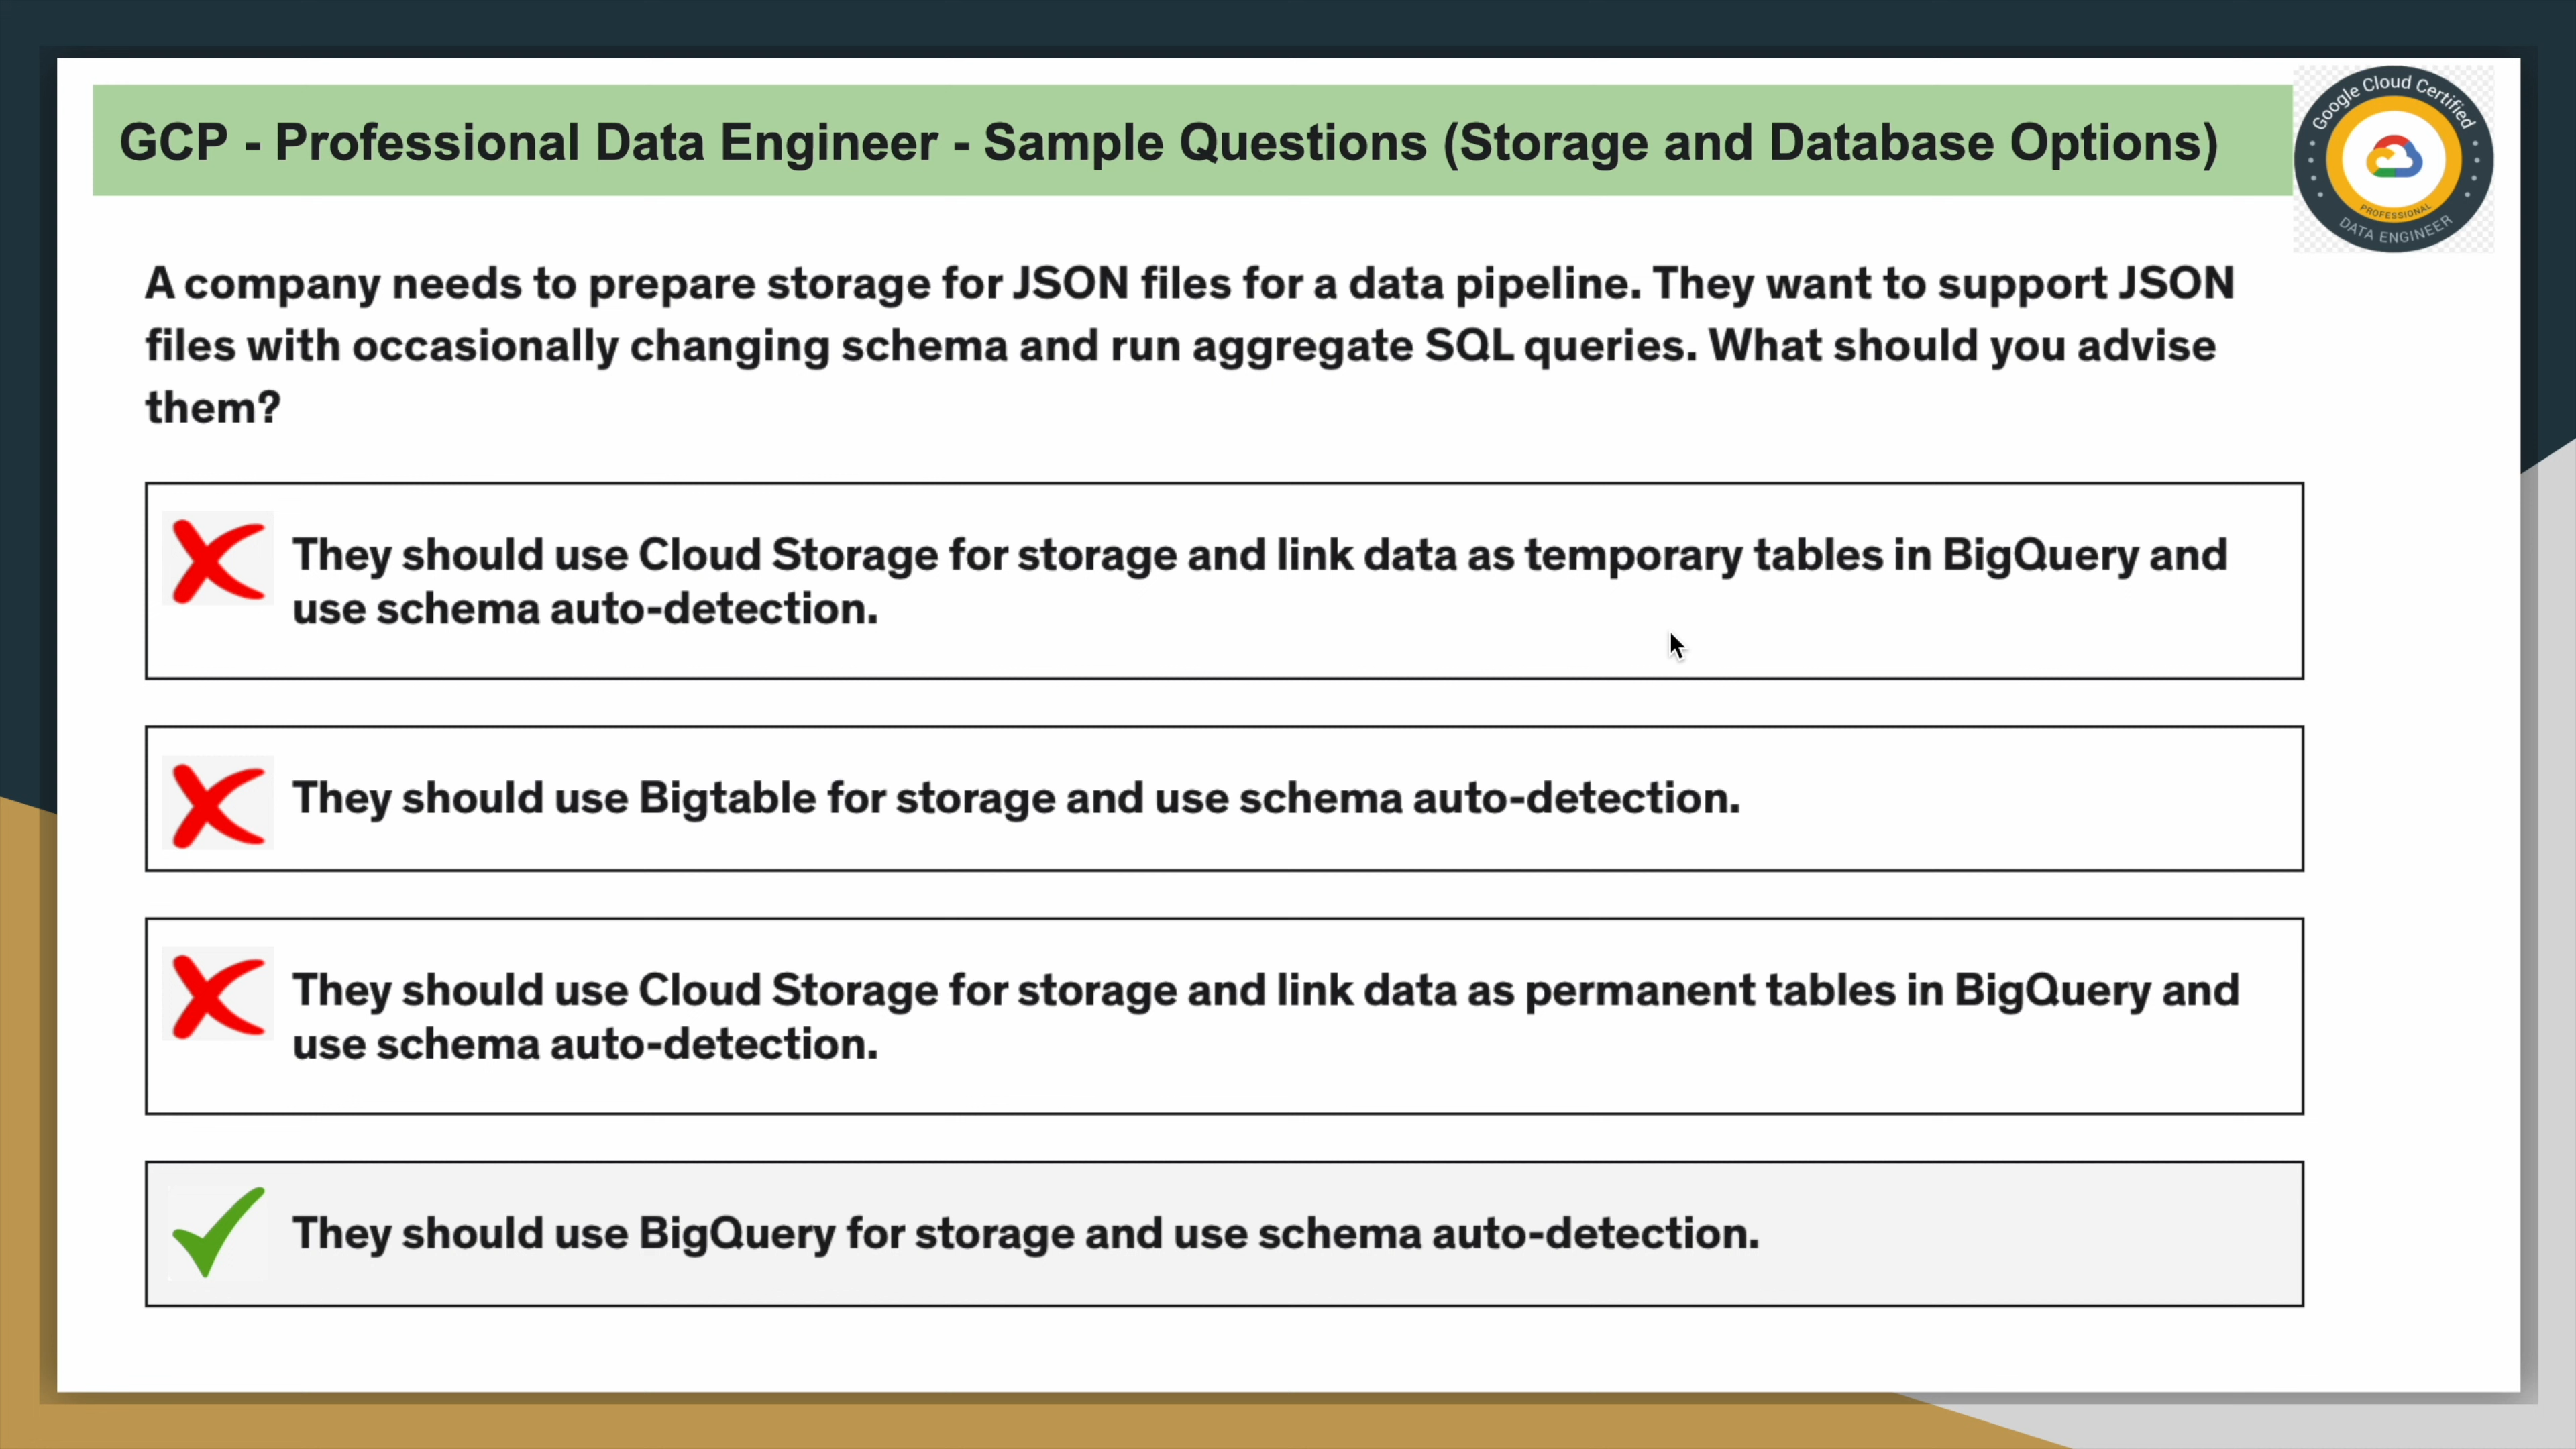 GCP - Professional Data Engineer - Sample Questions (Storage and Database Options)
Google Cloud Certified
PROFESSIONAL
DATA ENGINEER
A company needs to prepare storage for JSON files for a data pipeline. They want to support JSON
files with occasionally changing schema and run aggregate SQL queries. What should you advise
them?
They should use Cloud Storage for storage and link data as temporary tables in BigQuery and
use schema auto-detection.
They should use Bigtable for storage and use schema auto-detection.
They should use Cloud Storage for storage and link data as permanent tables in BigQuery and
use schema auto-detection.
They should use BigQuery for storage and use schema auto-detection.